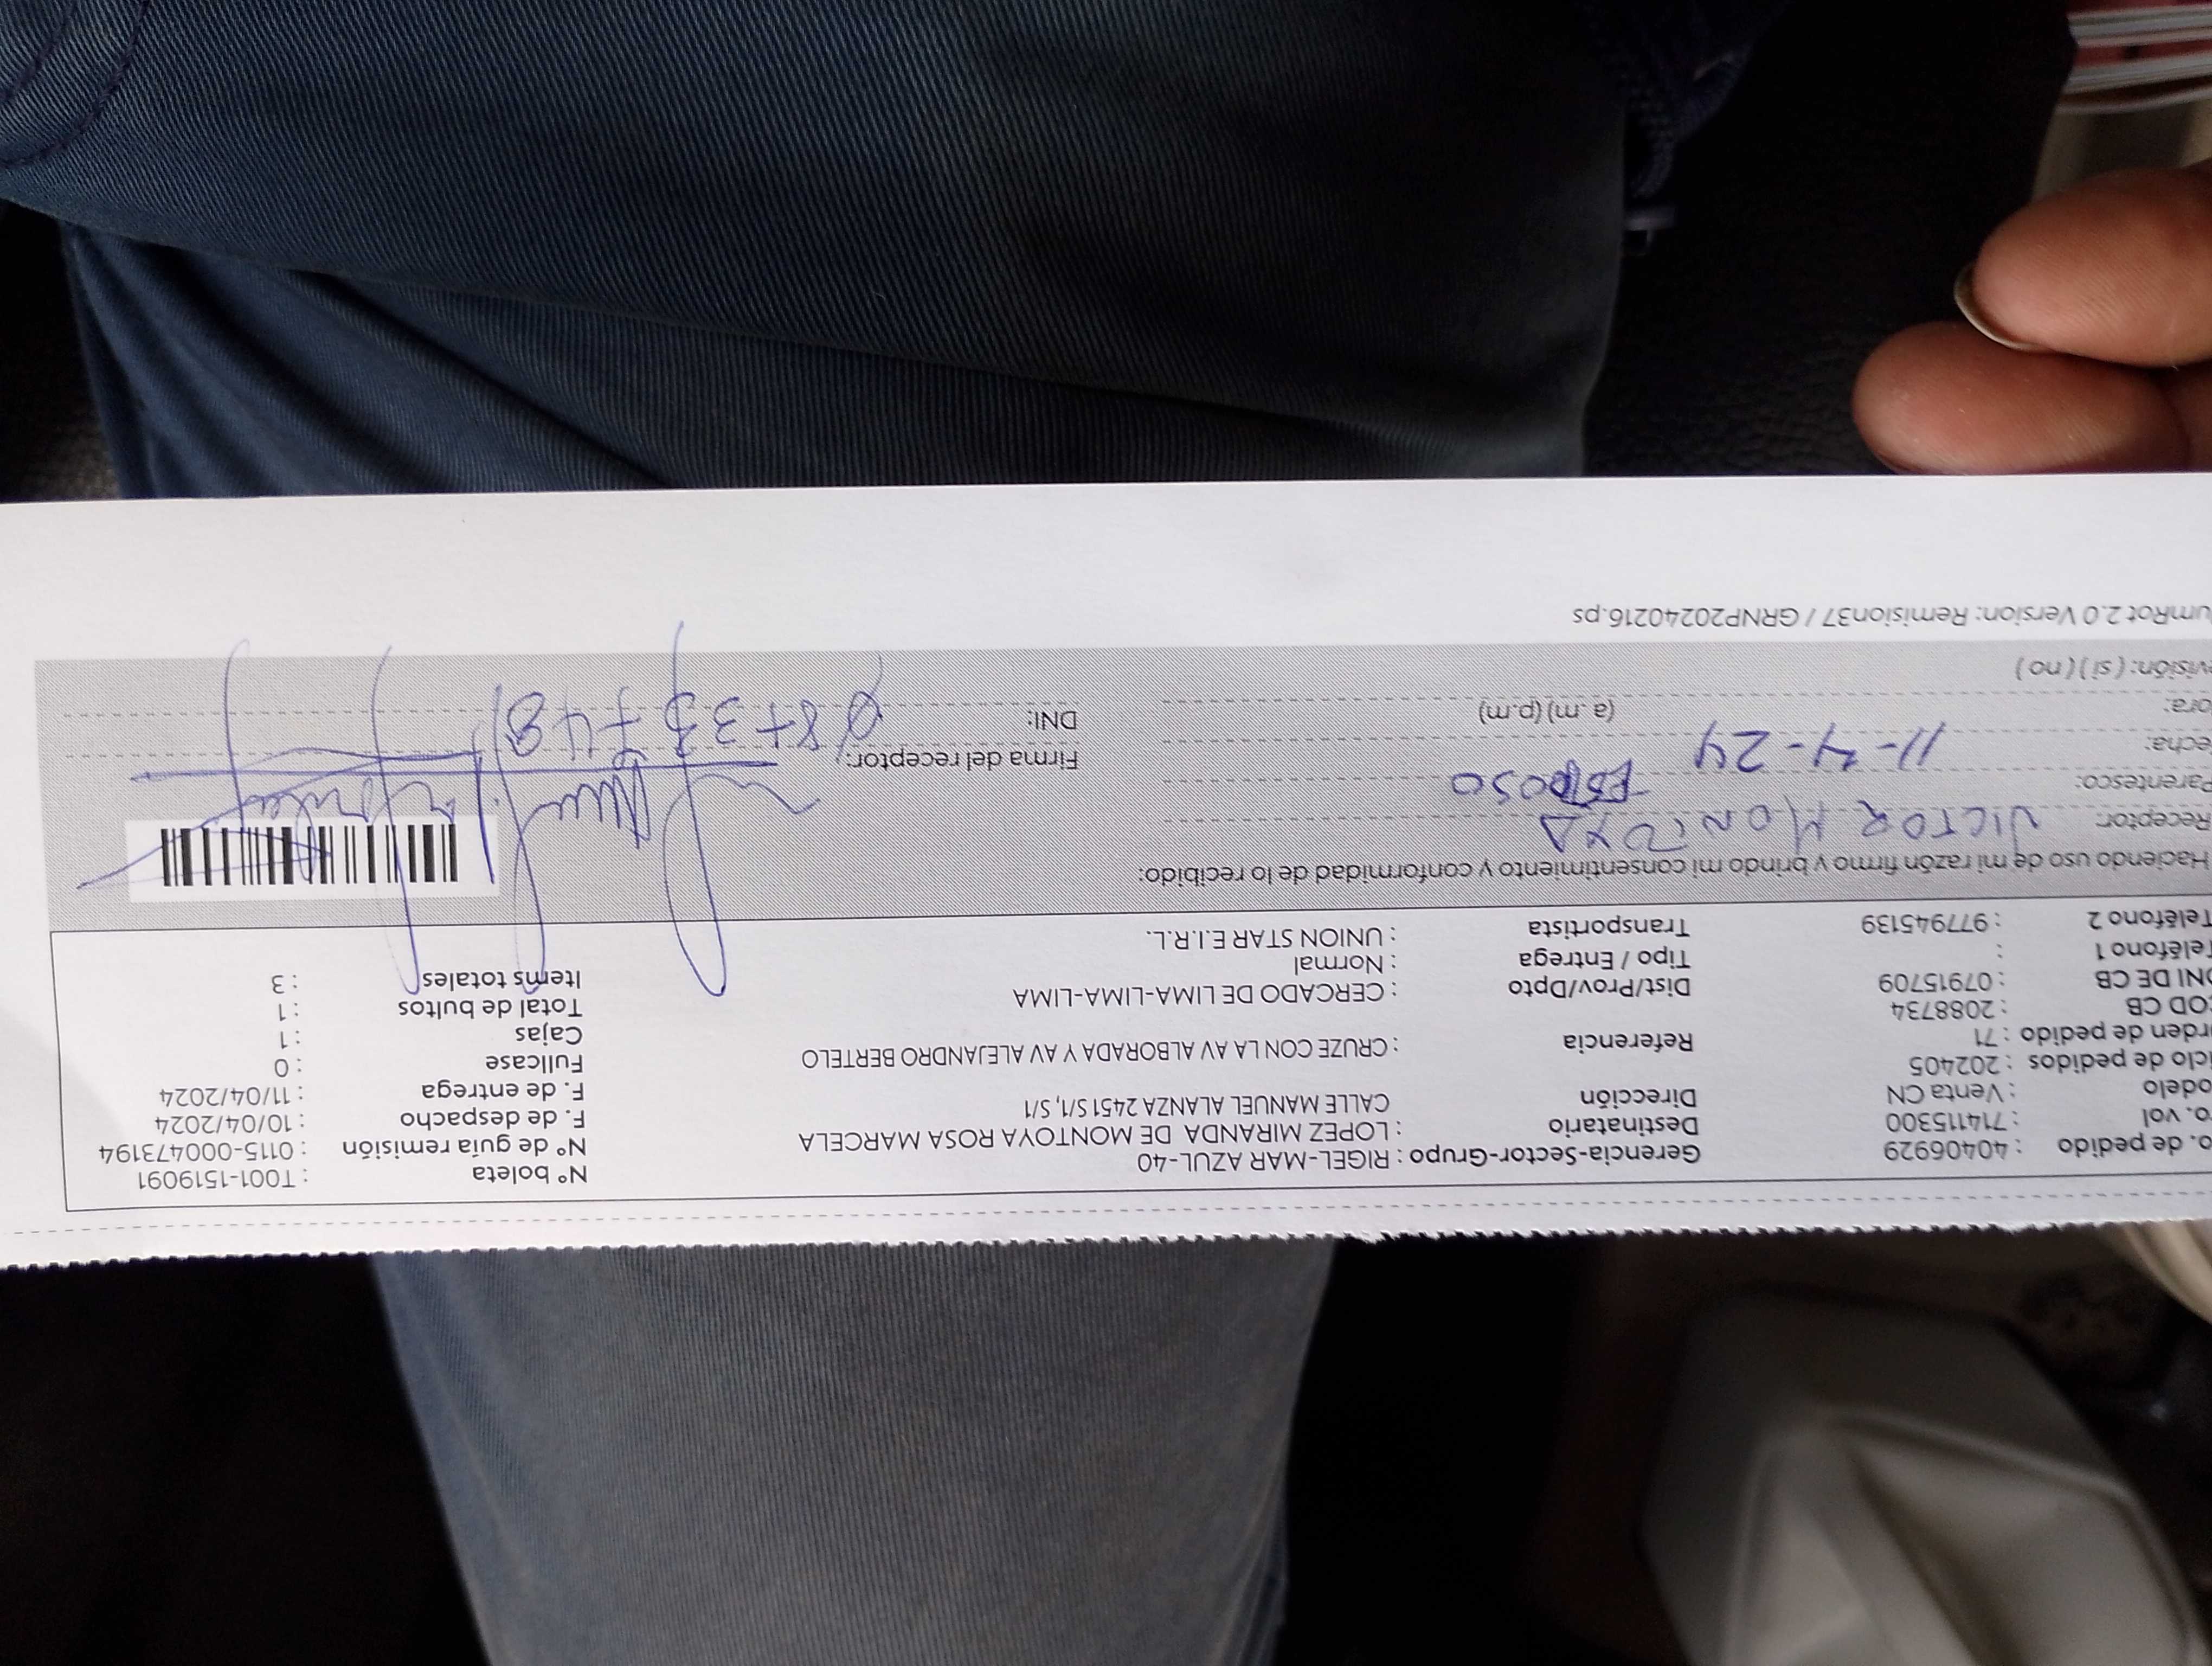 o. de pedido : 40406929 Gerencia-Sector-Grupo : RIGEL-MAR AZUL-40 N° boleta : T001-1519091
ro. vol : 714115300 Destinatario : LOPEZ MIRANDA DE MONTOYA ROSA MARCELA N° de guía remisión : 0115-000473194
odelo : Venta CN Dirección CALLE MANUEL ALANZA 2451 S/1, S/1 F. de despacho : 10/04/2024
iclo de pedidos : 202405 F. de entrega : 11/04/2024
rden de pedido : 71 Referencia : CRUZE CON LA AV ALBORADA Y AV ALEJANDRO BERTELO Fullcase : 0
COD CB : 2088734 Cajas : 1
DNI DE CB : 07915709 Dist/Prov/Dpto : CERCADO DE LIMA-LIMA-LIMA Total de bultos : 1
Teléfono 1 : Tipo / Entrega : Normal Items totales : 3
Teléfono 2 : 977945139 Transportista : UNION STAR E.I.R.L.
Haciendo uso de mi razón firmo y brindo mi consentimiento y conformidad de lo recibido:
Receptor: VICTOR MONTOYA
Parentesco: ESPOSO Firma del receptor:
echa: 11-4-24
ora: (a .m) (p.m) DNI:
evisión: ( si ) ( no )
umRot 2.0 Version: Remision37 / GRNP20240216.ps